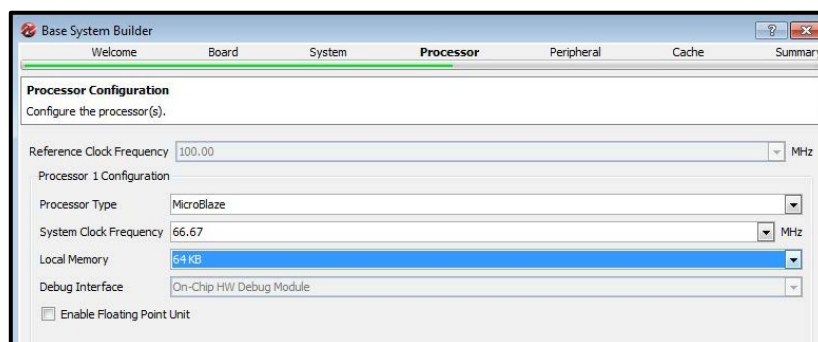 Base System Builder
Welcome Board System Processor Peripheral Cache Summary
Processor Configuration
Configure the processor(s).
Reference Clock Frequency 100.00 MHz
Processor 1 Configuration
Processor Type MicroBlaze
System Clock Frequency 66.67 MHz
Local Memory 64 KB
Debug Interface On-Chip HW Debug Module
Enable Floating Point Unit